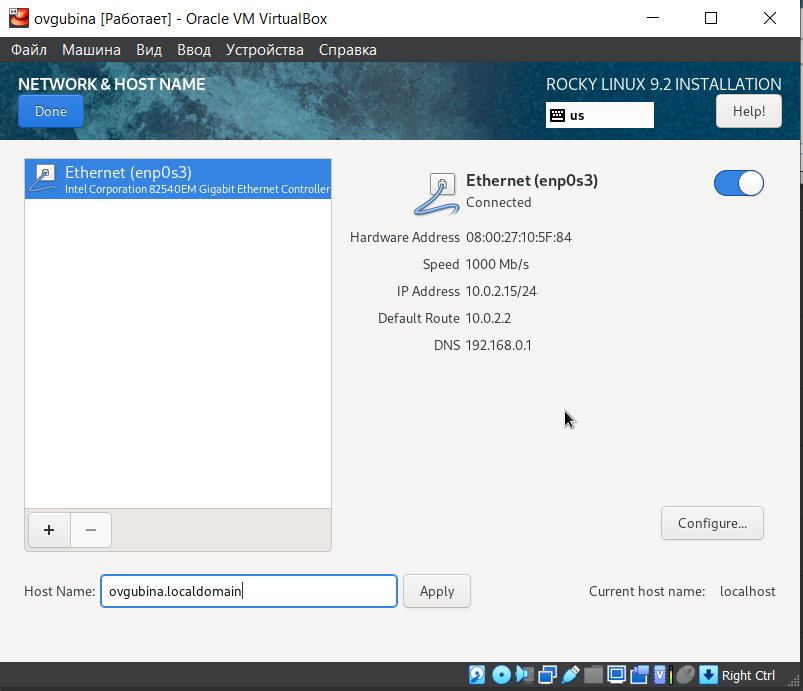 ovgubina [Работает] - Oracle VM VirtualBox
Файл Машина Вид Ввод Устройства Справка
NETWORK & HOST NAME
Done
ROCKY LINUX 9.2 INSTALLATION
us
Help!
Ethernet (enp0s3)
Intel Corporation 82540EM Gigabit Ethernet Controller
Ethernet (enp0s3)
Connected
Hardware Address 08:00:27:10:5F:84
Speed 1000 Mb/s
IP Address 10.0.2.15/24
Default Route 10.0.2.2
DNS 192.168.0.1
+ −
Configure...
Host Name: ovgubina.localdomain Apply Current host name: localhost
Right Ctrl